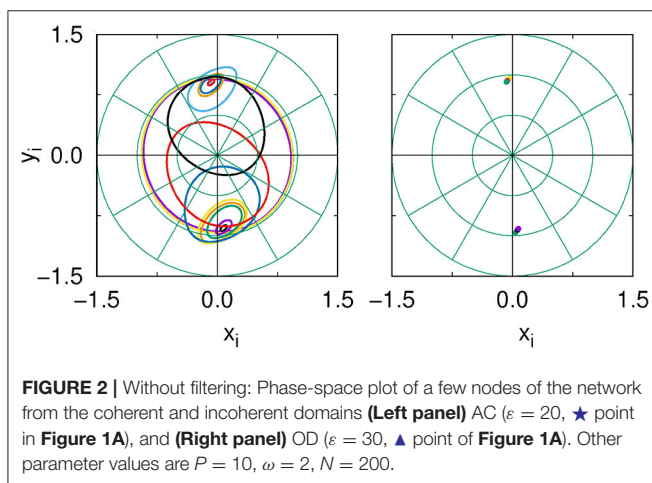 1.5
0.0
−1.5
yᵢ
−1.5 0.0 1.5 −1.5 0.0 1.5
xᵢ xᵢ
FIGURE 2 | Without filtering: Phase-space plot of a few nodes of the network
from the coherent and incoherent domains (Left panel) AC (ε = 20, ★ point
in Figure 1A), and (Right panel) OD (ε = 30, ▲ point of Figure 1A). Other
parameter values are P = 10, ω = 2, N = 200.